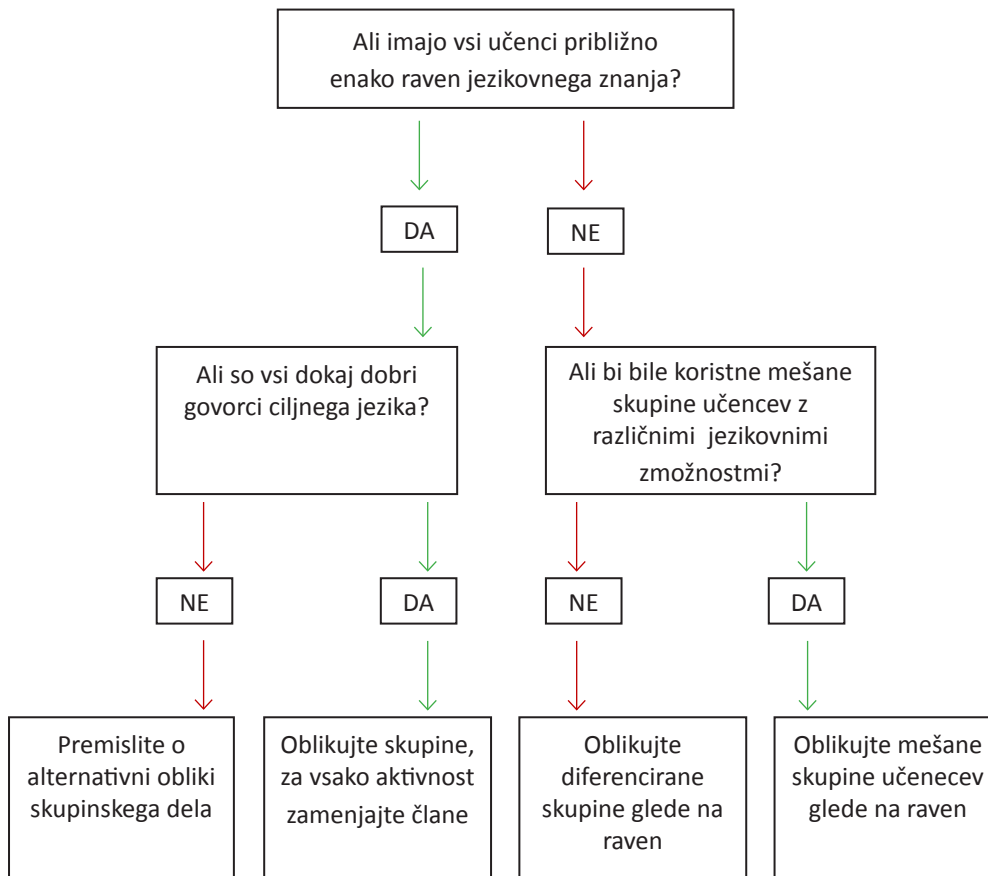 Ali imajo vsi učenci približno
enako raven jezikovnega znanja?
DA
NE
Ali so vsi dokaj dobri
govorci ciljnega jezika?
Ali bi bile koristne mešane
skupine učencev z
različnimi jezikovnimi
zmožnostmi?
NE
DA
NE
DA
Premislite o
alternativni obliki
skupinskega dela
Oblikujte skupine,
za vsako aktivnost
zamenjajte člane
Oblikujte
diferencirane
skupine glede na
raven
Oblikujte mešane
skupine učenecev
glede na raven